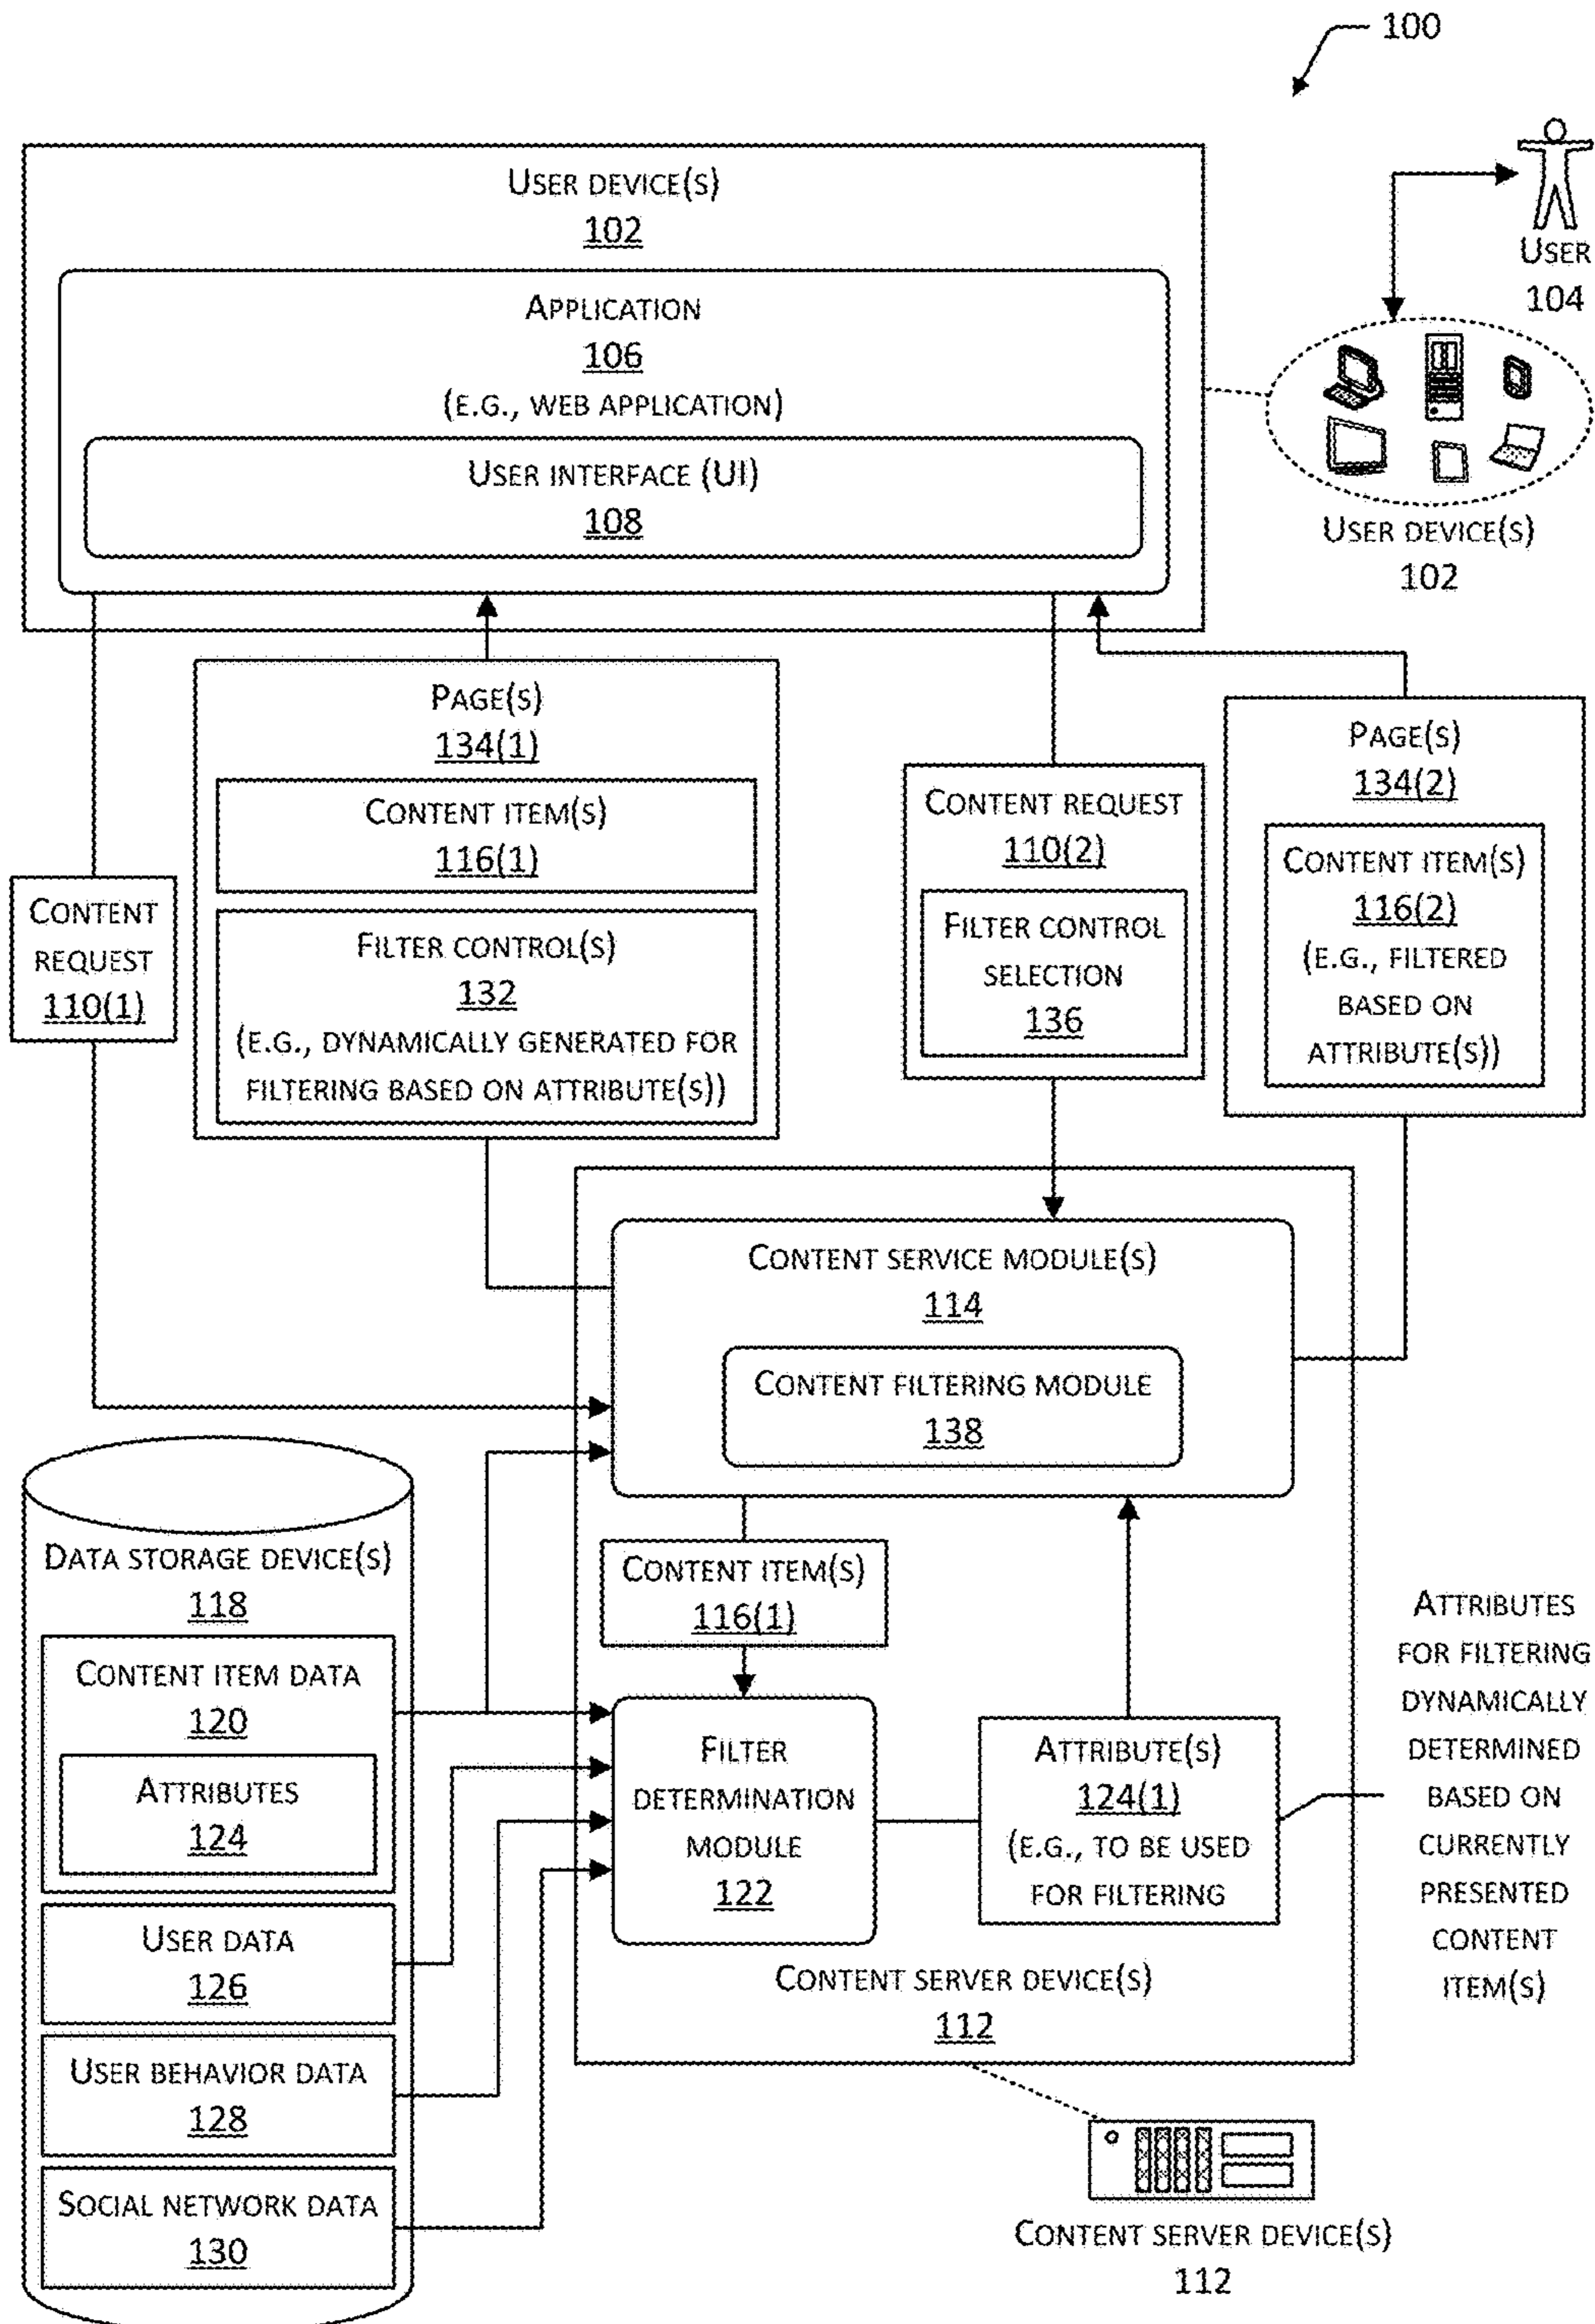 100
USER DEVICE(S)
102
APPLICATION
106
(E.G., WEB APPLICATION)
USER INTERFACE (UI)
108
USER
104
USER DEVICE(S)
102
CONTENT
REQUEST
110(1)
PAGE(S)
134(1)
CONTENT ITEM(S)
116(1)
FILTER CONTROL(S)
132
(E.G., DYNAMICALLY GENERATED FOR
FILTERING BASED ON ATTRIBUTE(S))
CONTENT REQUEST
110(2)
FILTER CONTROL
SELECTION
136
PAGE(S)
134(2)
CONTENT ITEM(S)
116(2)
(E.G., FILTERED
BASED ON
ATTRIBUTE(S))
CONTENT SERVICE MODULE(S)
114
CONTENT FILTERING MODULE
138
CONTENT ITEM(S)
116(1)
DATA STORAGE DEVICE(S)
118
CONTENT ITEM DATA
120
ATTRIBUTES
124
USER DATA
126
USER BEHAVIOR DATA
128
SOCIAL NETWORK DATA
130
FILTER
DETERMINATION
MODULE
122
ATTRIBUTE(S)
124(1)
(E.G., TO BE USED
FOR FILTERING
CONTENT SERVER DEVICE(S)
112
ATTRIBUTES
FOR FILTERING
DYNAMICALLY
DETERMINED
BASED ON
CURRENTLY
PRESENTED
CONTENT
ITEM(S)
CONTENT SERVER DEVICE(S)
112